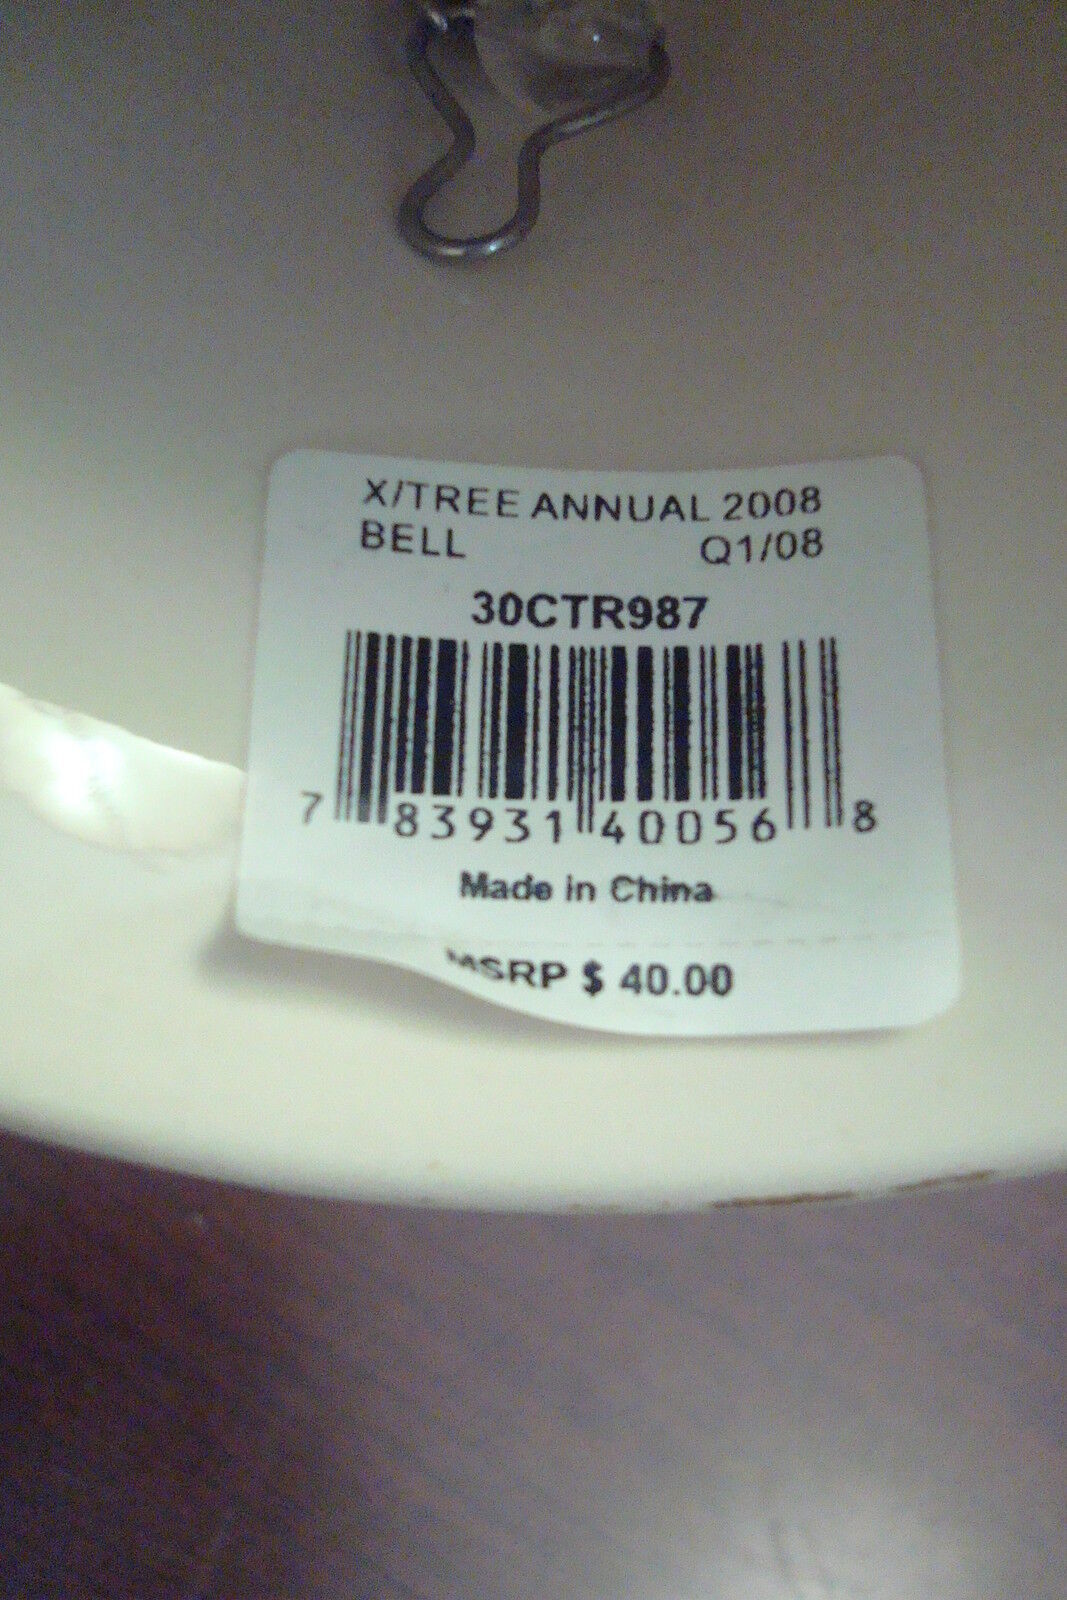 X/TREE ANNUAL 2008
BELL Q1/08
30CTR987
7 83931 40056 8
Made in China
MSRP $ 40.00